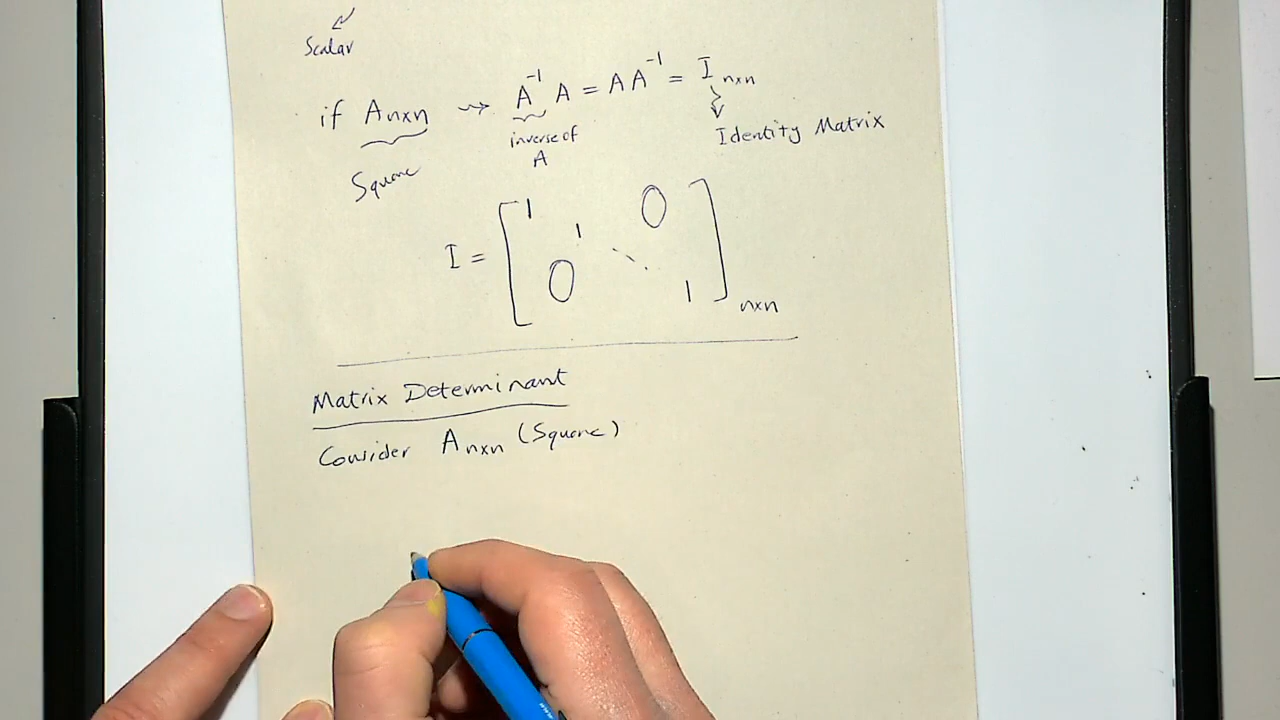 Scalar
if Anxn ⇝ A⁻¹ A = A A⁻¹ = I nxn
Square
inverse of
A
Identity Matrix
I = [ 1 0
1
0 ⋱
1 ] nxn
Matrix Determinant
Consider Anxn (Square)